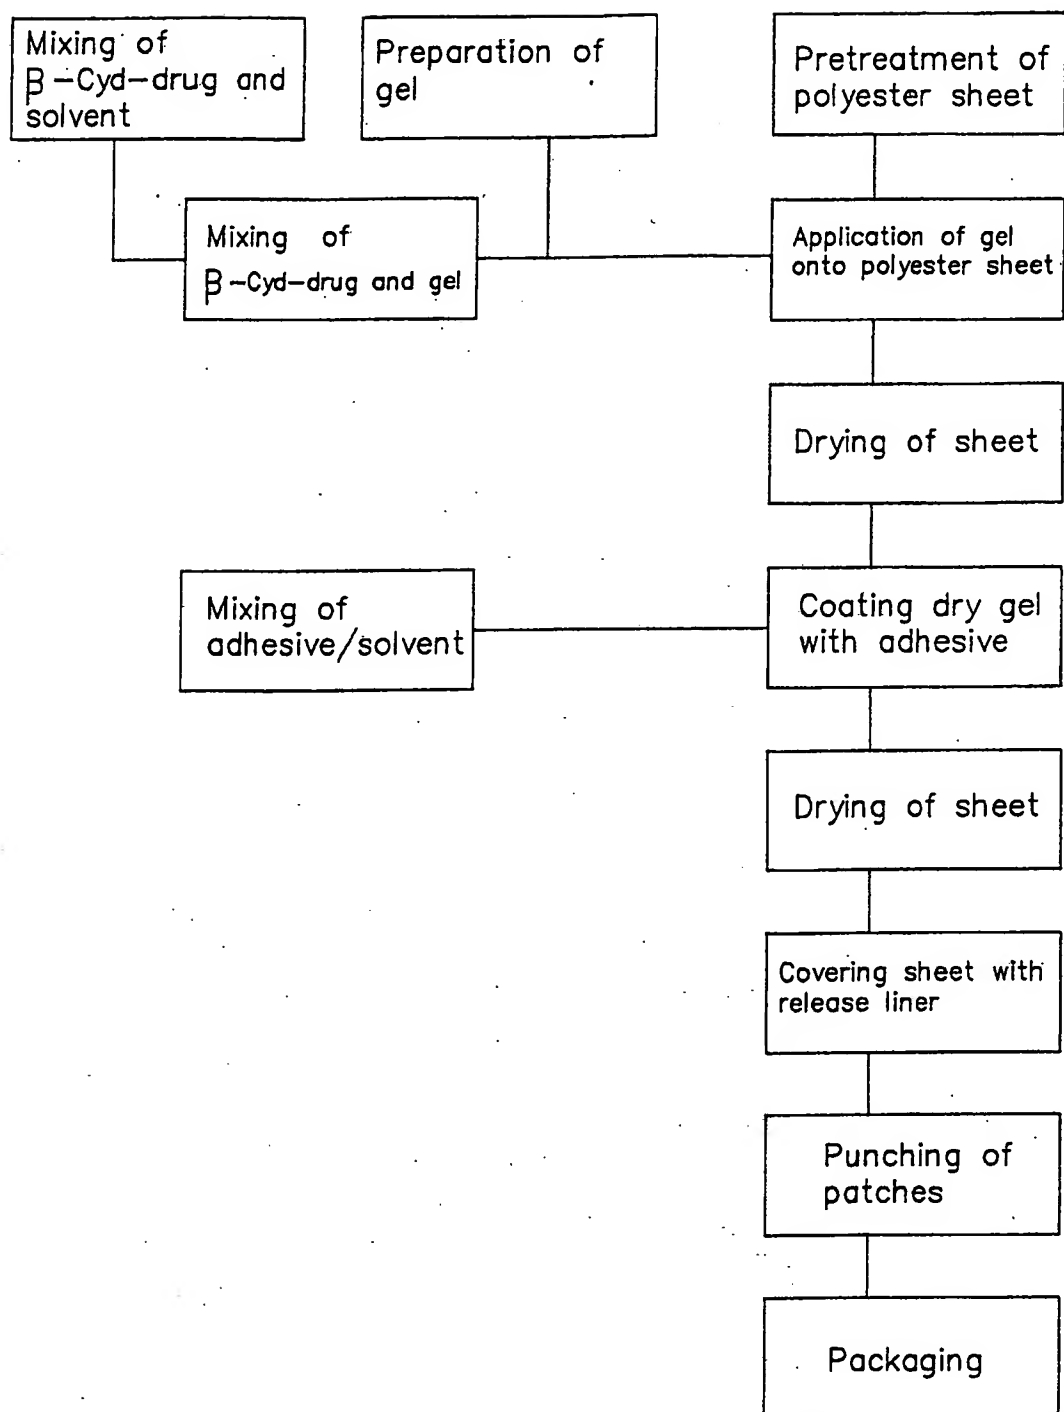 Mixing of
β-Cyd-drug and
solvent
Preparation of
gel
Pretreatment of
polyester sheet
Mixing of
β-Cyd-drug and gel
Application of gel
onto polyester sheet
Drying of sheet
Mixing of
adhesive/solvent
Coating dry gel
with adhesive
Drying of sheet
Covering sheet with
release liner
Punching of
patches
Packaging